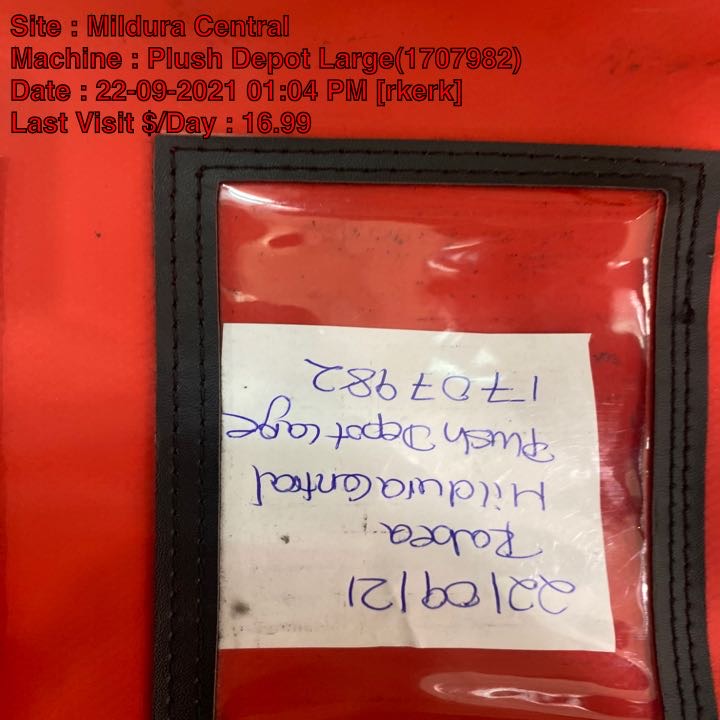 Site : Mildura Central
Machine : Plush Depot Large(1707982)
Date : 22-09-2021 01:04 PM [rkerk]
Last Visit $/Day : 16.99
22/09/21
Rabea
Mildura Central
Plush Depot Large
1707982